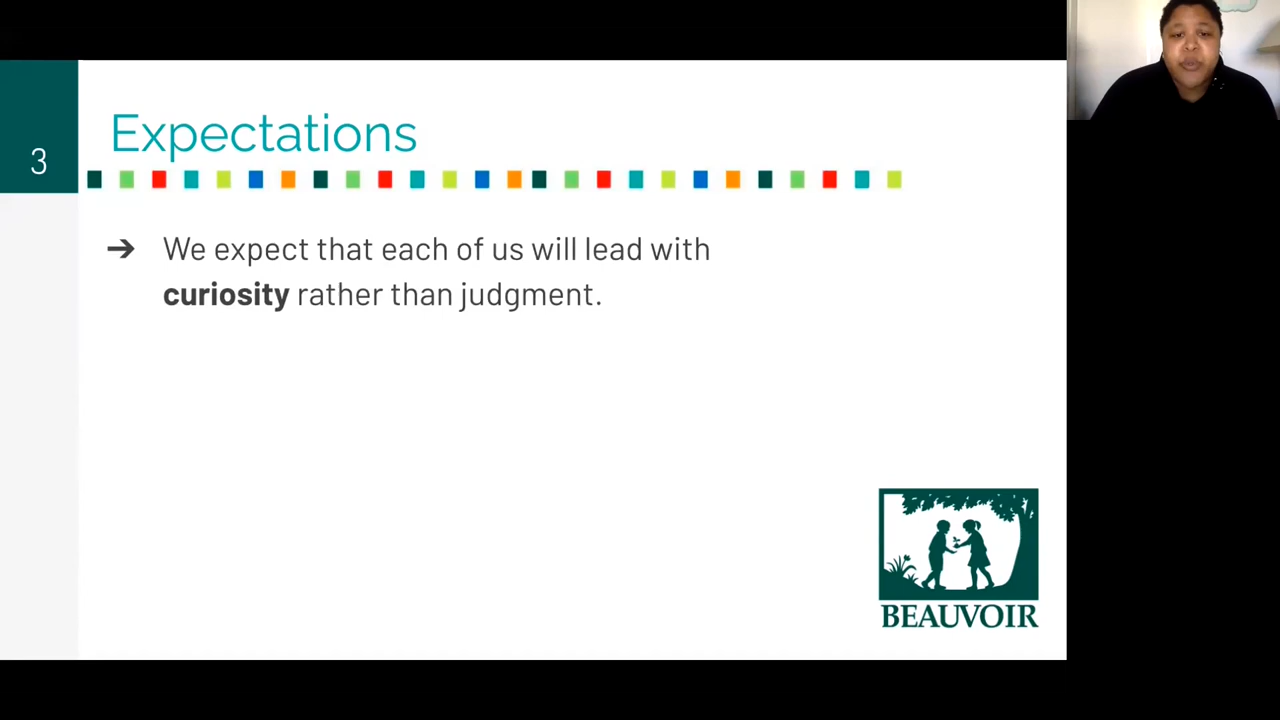 3
Expectations
➔ We expect that each of us will lead with
curiosity rather than judgment.
BEAUVOIR